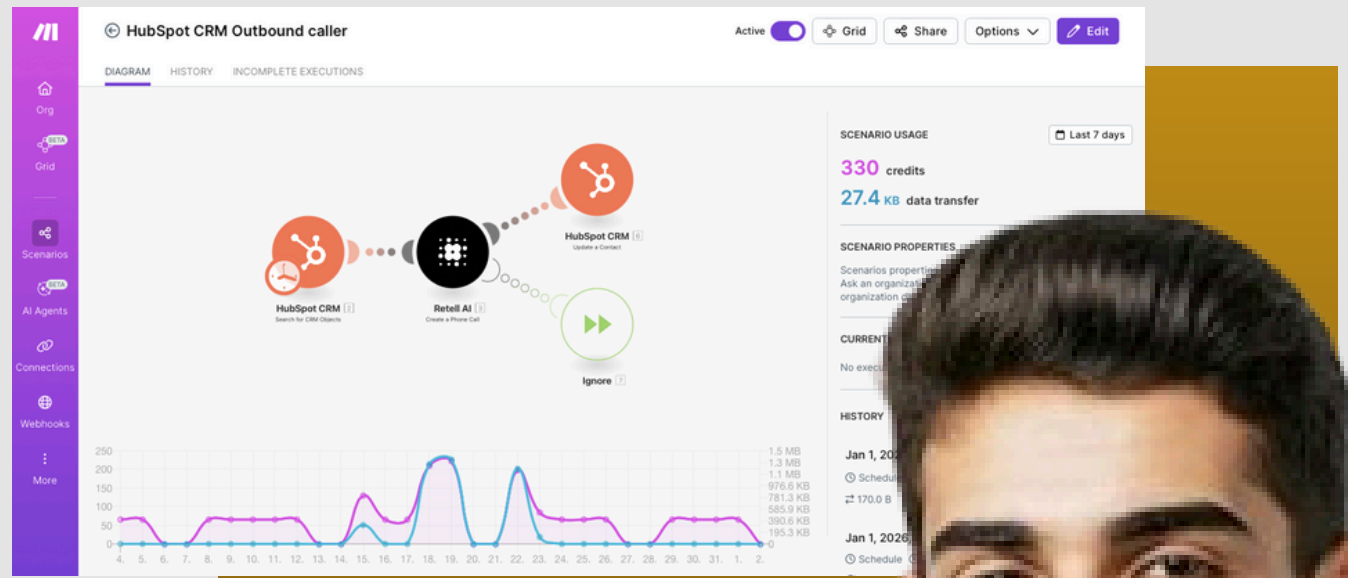 HubSpot CRM Outbound caller
Active
Grid
Share
Options
Edit
DIAGRAM
HISTORY
INCOMPLETE EXECUTIONS
Org
BETA
Grid
Scenarios
BETA
AI Agents
Connections
Webhooks
More
HubSpot CRM
Search for CRM Objects
Retell AI
Create a Phone Call
HubSpot CRM
Update a Contact
Ignore 7
250
200
150
100
50
0
1.5 MB
1.3 MB
1.1 MB
976.6 KB
781.3 KB
585.9 KB
390.6 KB
195.3 KB
0
4. 5. 6. 7. 8. 9. 10. 11. 12. 13. 14. 15. 16. 17. 18. 19. 20. 21. 22. 23. 24. 25. 26. 27. 28. 29. 30. 31. 1. 2.
SCENARIO USAGE
Last 7 days
330 credits
27.4 KB data transfer
SCENARIO PROPERTIES
Scenarios
Ask an
CURRENT
No
HISTORY
Jan 1,
170.0 B
Jan 1, 2026
Schedule